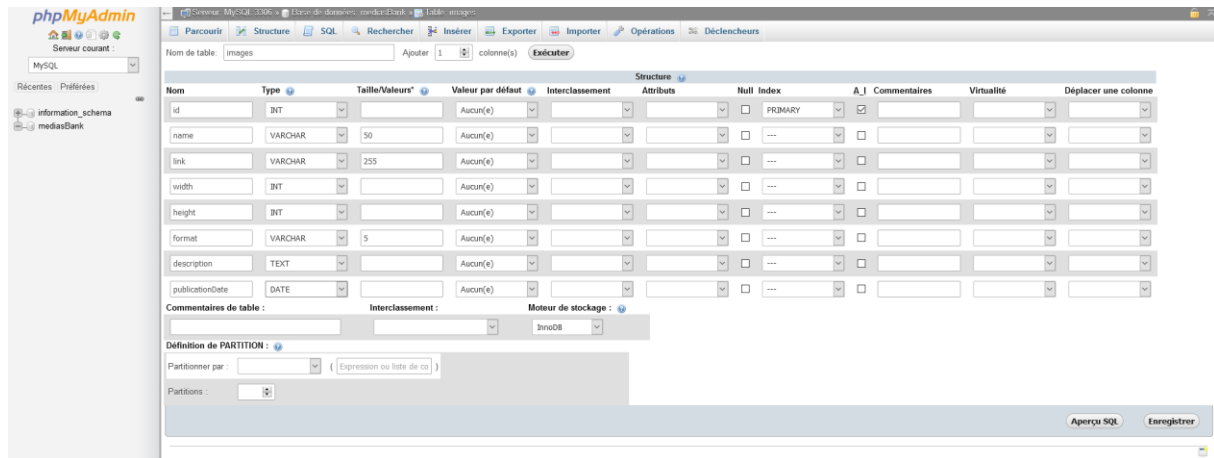 phpMyAdmin
Serveur courant :
MySQL
Récentes Préférées
information_schema
mediasBank
Serveur: MySQL:3306 » Base de données: mediasBank » Table: images
Parcourir Structure SQL Rechercher Insérer Exporter Importer Opérations Déclencheurs
Nom de table: images Ajouter 1 colonne(s) Exécuter
Structure
Nom Type Taille/Valeurs* Valeur par défaut Interclassement Attributs Null Index A_I Commentaires Virtualité Déplacer une colonne
id INT Aucun(e) PRIMARY
name VARCHAR 50 Aucun(e) ---
link VARCHAR 255 Aucun(e) ---
width INT Aucun(e) ---
height INT Aucun(e) ---
format VARCHAR 5 Aucun(e) ---
description TEXT Aucun(e) ---
publicationDate DATE Aucun(e) ---
Commentaires de table : Interclassement : Moteur de stockage :
InnoDB
Définition de PARTITION :
Partitionner par : ( Expression ou liste de co )
Partitions :
Aperçu SQL Enregistrer